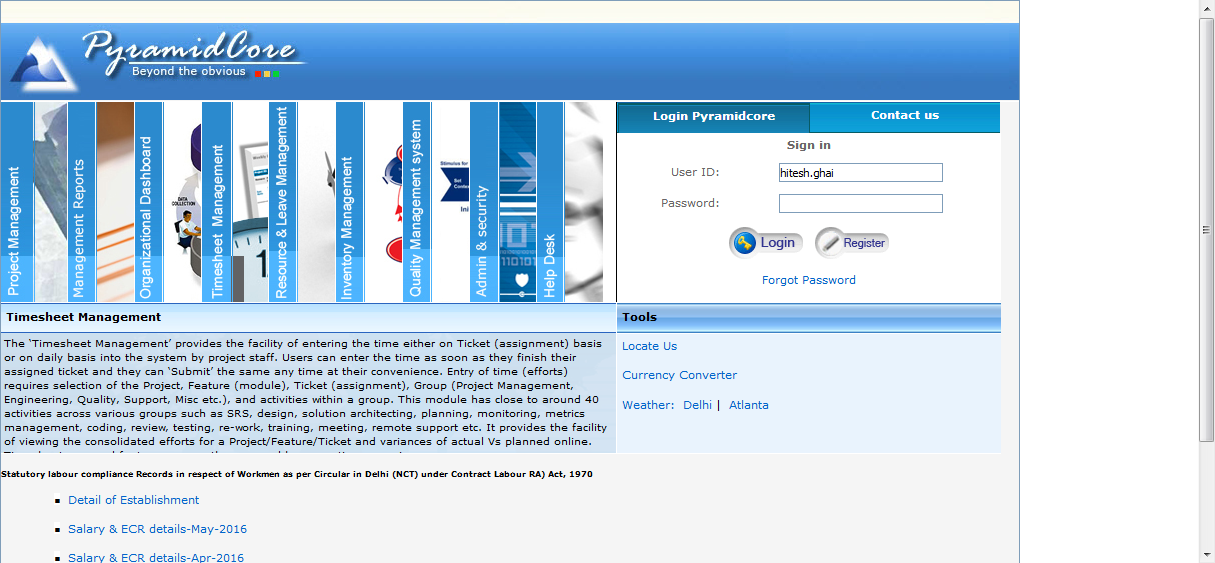 PyramidCore
Beyond the obvious
Project Management
Management Reports
Organizational Dashboard
DATA
COLLECTION
Timesheet Management
Resource & Leave Management
Inventory Management
Quality Management system
Stimulus for
Set
Admin & security
Help Desk
Login Pyramidcore
Contact us
Sign in
User ID:
hitesh.ghai
Password:
Login
Register
Forgot Password
Timesheet Management
The ‘Timesheet Management’ provides the facility of entering the time either on Ticket (assignment) basis
or on daily basis into the system by project staff. Users can enter the time as soon as they finish their
assigned ticket and they can ‘Submit’ the same any time at their convenience. Entry of time (efforts)
requires selection of the Project, Feature (module), Ticket (assignment), Group (Project Management,
Engineering, Quality, Support, Misc etc.), and activities within a group. This module has close to around 40
activities across various groups such as SRS, design, solution architecting, planning, monitoring, metrics
management, coding, review, testing, re-work, training, meeting, remote support etc. It provides the facility
of viewing the consolidated efforts for a Project/Feature/Ticket and variances of actual Vs planned online.
Tools
Locate Us
Currency Converter
Weather: Delhi | Atlanta
Statutory labour compliance Records in respect of Workmen as per Circular in Delhi (NCT) under Contract Labour RA) Act, 1970
Detail of Establishment
Salary & ECR details-May-2016
Salary & ECR details-Apr-2016